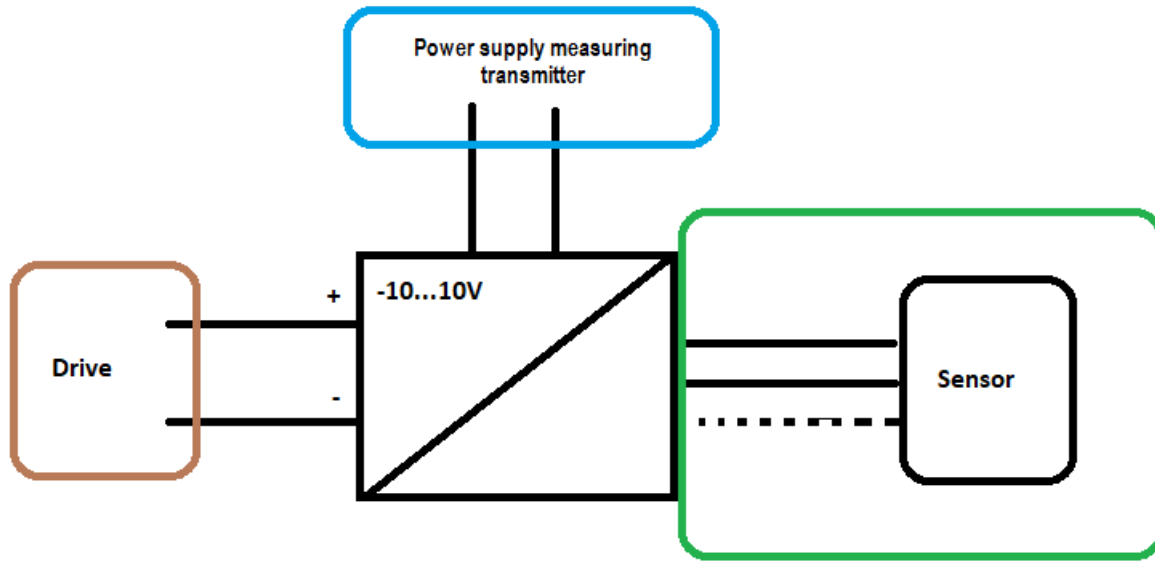 Power supply measuring
transmitter
+
-10...10V
Drive
-
Sensor